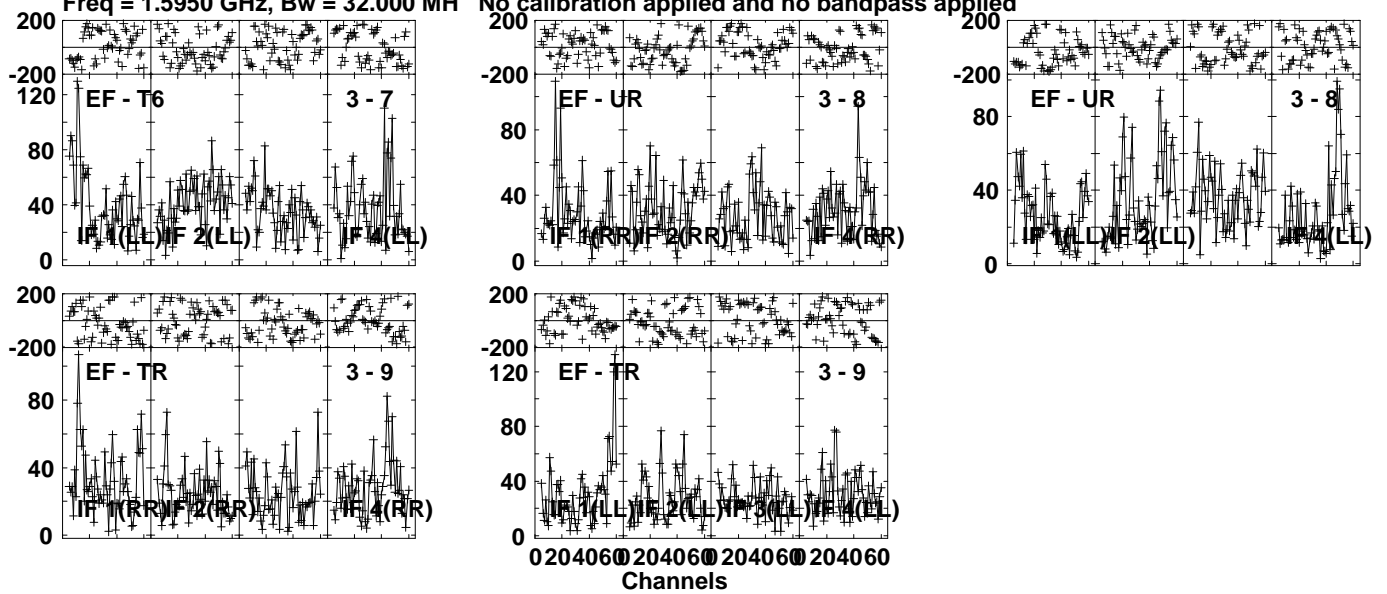 Freq = 1.5950 GHz, Bw = 32.000 MH No calibration applied and no bandpass applied
200
-200
120
80
40
0
EF - T6 3 - 7
IF 1(LL) IF 2(LL) IF 4(LL)
200
-200
80
40
0
EF - UR 3 - 8
IF 1(RR) IF 2(RR) IF 4(RR)
200
-200
80
40
0
EF - UR 3 - 8
IF 1(LL) IF 2(LL) IF 4(LL)
200
-200
80
40
0
EF - TR 3 - 9
IF 1(RR) IF 2(RR) IF 4(RR)
200
-200
120
80
40
0
EF - TR 3 - 9
IF 1(LL) IF 2(LL) IF 3(LL) IF 4(LL)
0 20 40 60 0 20 40 60 0 20 40 60 0 20 40 60
Channels